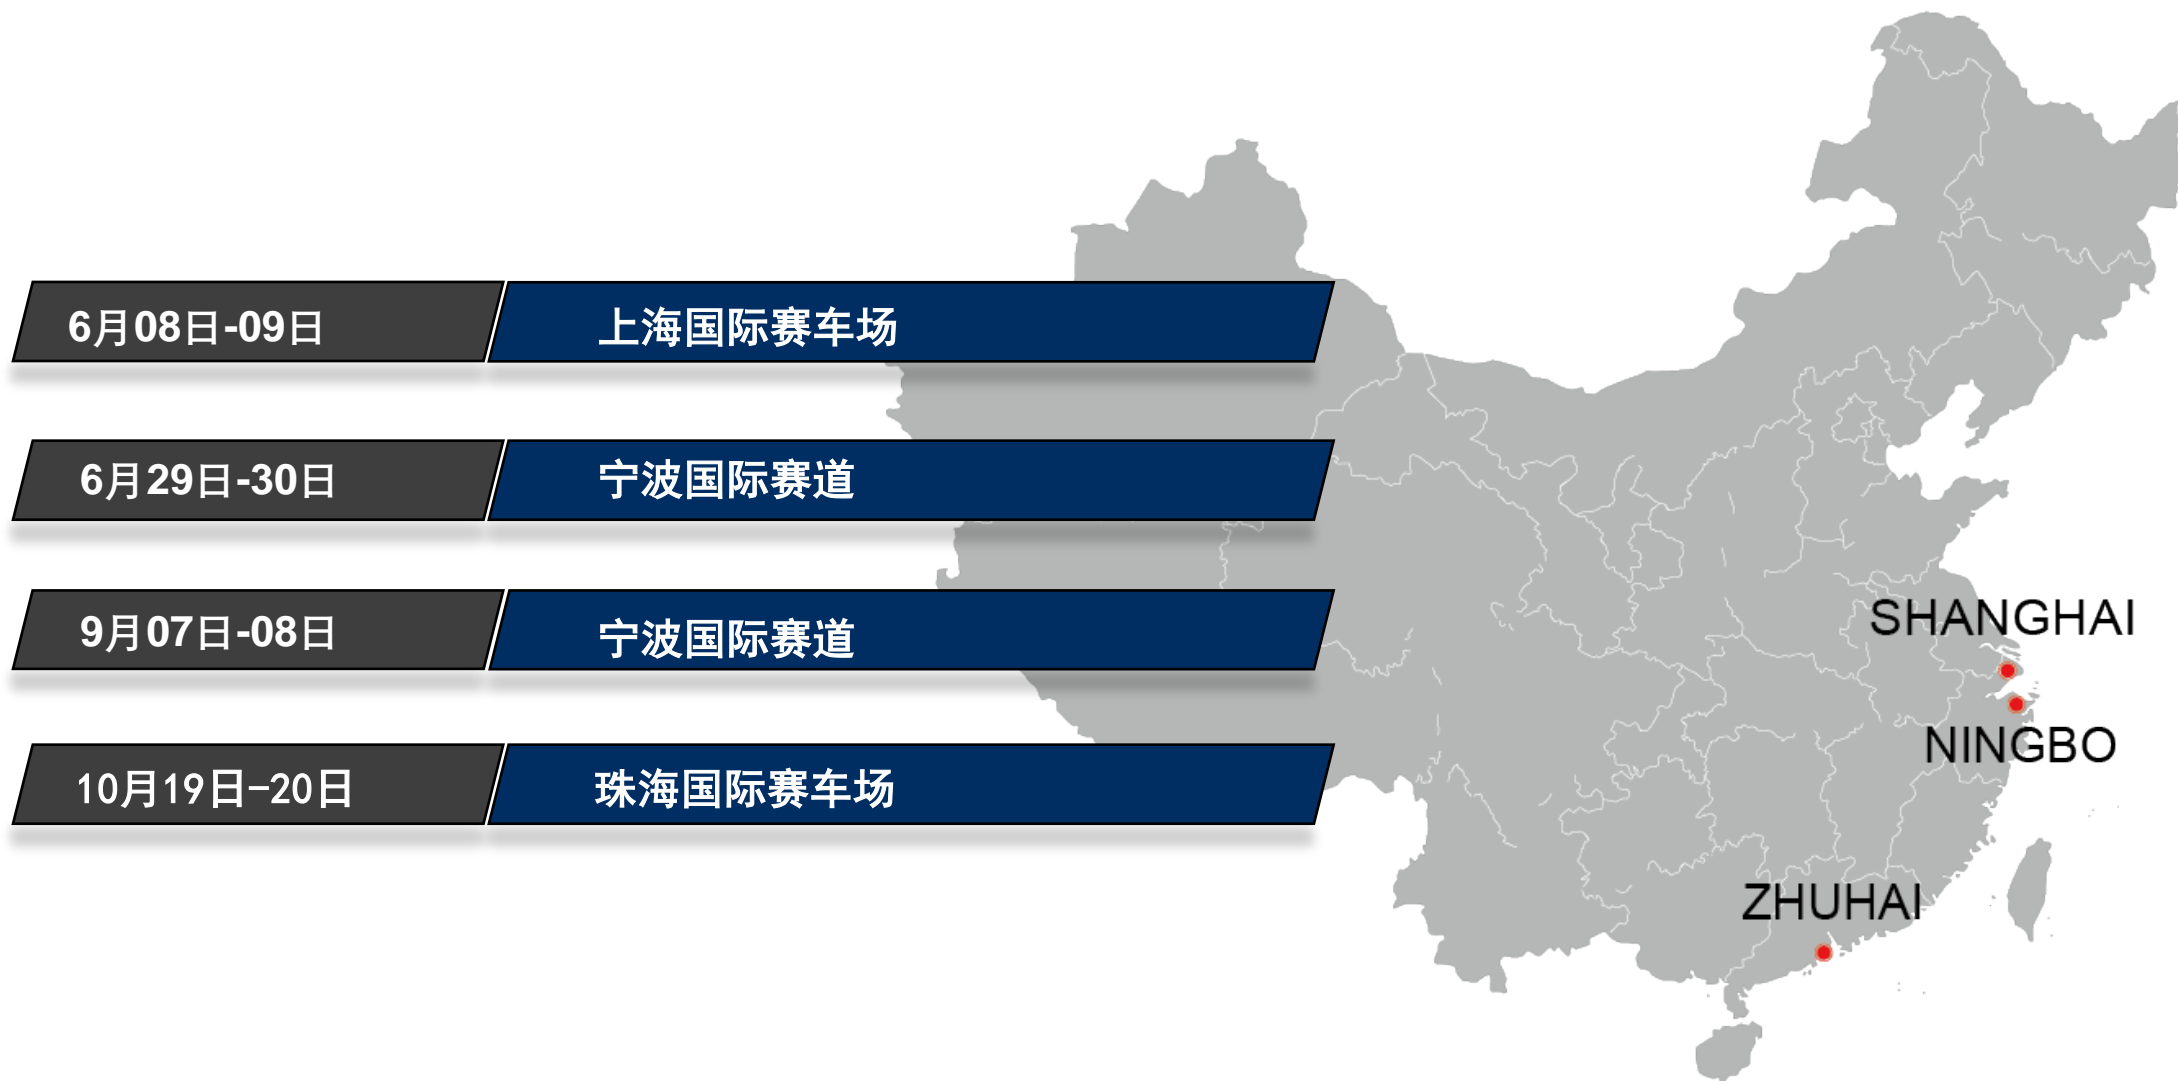 6月08日-09日 上海国际赛车场
6月29日-30日 宁波国际赛道
9月07日-08日 宁波国际赛道
10月19日-20日 珠海国际赛车场
SHANGHAI
NINGBO
ZHUHAI